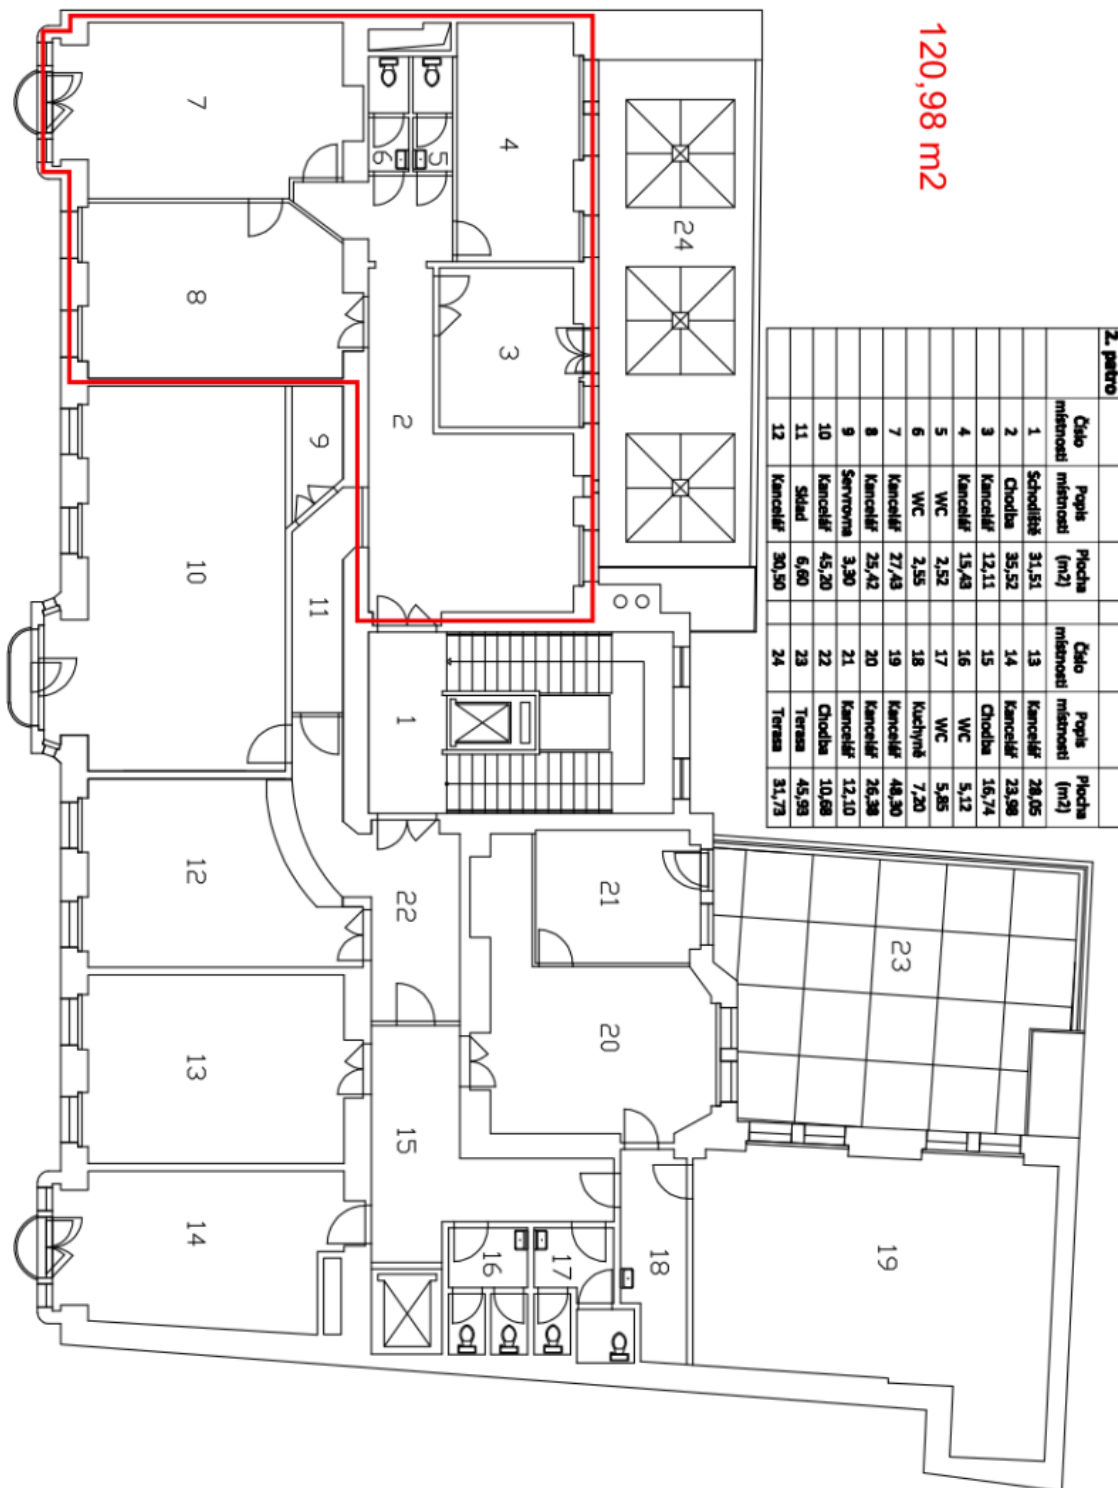 120,98 m2
2. patro
Číslo místnosti Popis místnosti Plocha (m2) Číslo místnosti Popis místnosti Plocha (m2)
1 Schodiště 31,51 13 Kancelář 28,05
2 Chodba 35,52 14 Kancelář 23,98
3 Kancelář 12,11 15 Chodba 16,74
4 Kancelář 15,43 16 WC 5,12
5 WC 2,52 17 WC 5,85
6 WC 2,55 18 Kuchyně 7,20
7 Kancelář 27,43 19 Kancelář 48,30
8 Kancelář 25,42 20 Kancelář 26,38
9 Servrovna 3,30 21 Kancelář 12,10
10 Kancelář 45,20 22 Chodba 10,68
11 Sklad 6,60 23 Terasa 45,93
12 Kancelář 30,50 24 Terasa 31,73
24
4
3
5
6
2
7
8
9
10
11
1
12
22
21
23
20
13
15
14
16
17
18
19